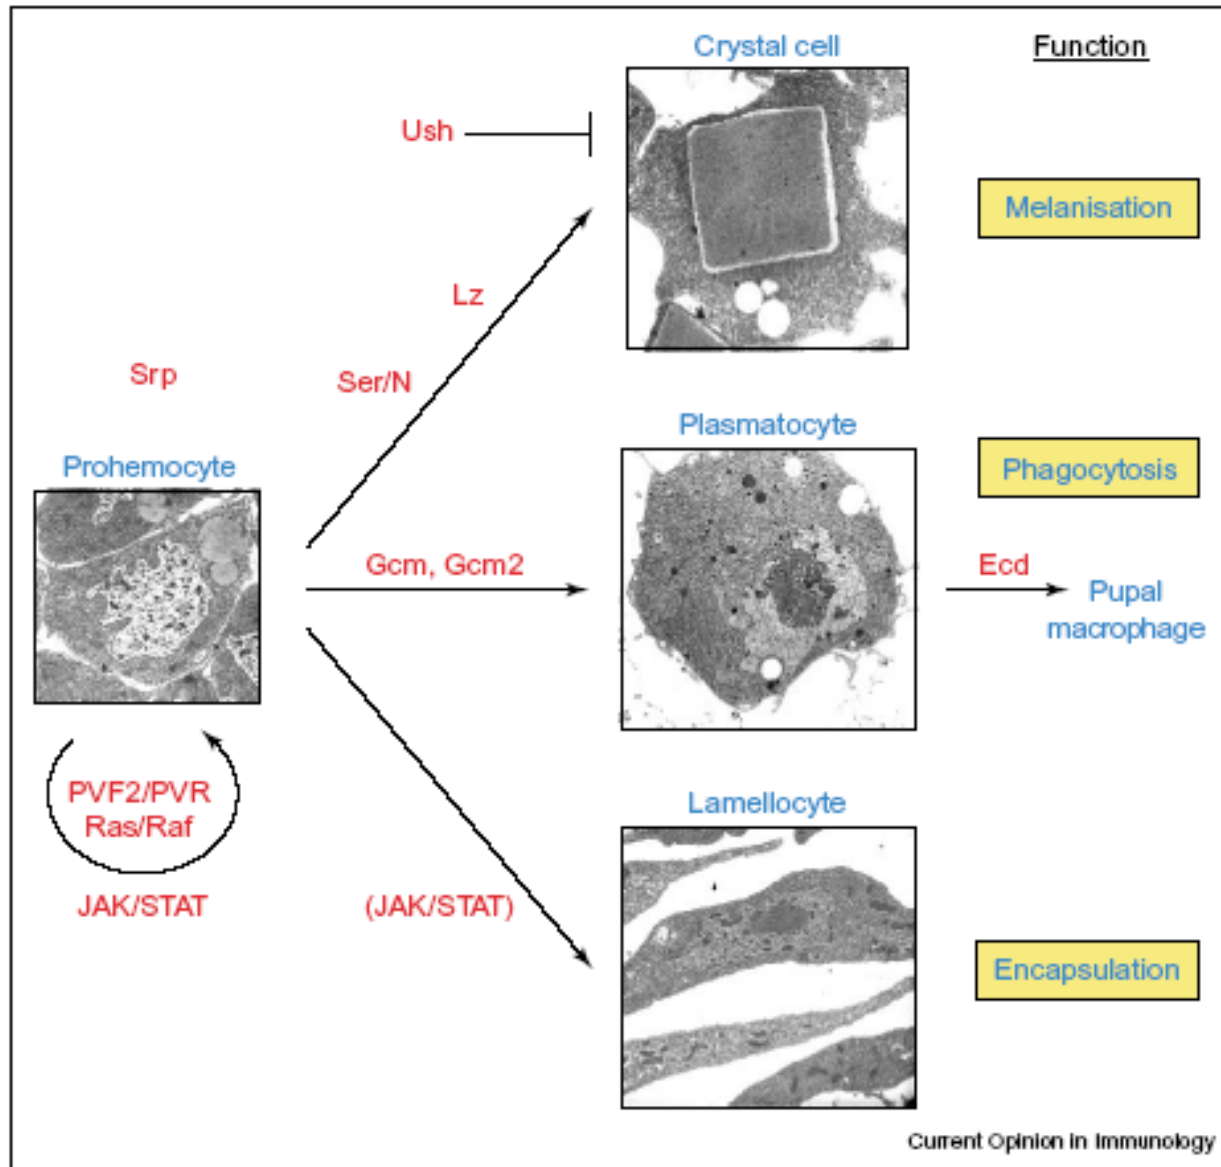 Crystal cell
Function
Ush
Melanisation
Lz
Srp
Ser/N
Plasmatocyte
Prohemocyte
Phagocytosis
Gcm, Gcm2
Ecd
Pupal
macrophage
PVF2/PVR
Ras/Raf
Lamellocyte
JAK/STAT
(JAK/STAT)
Encapsulation
Current Opinion in Immunology